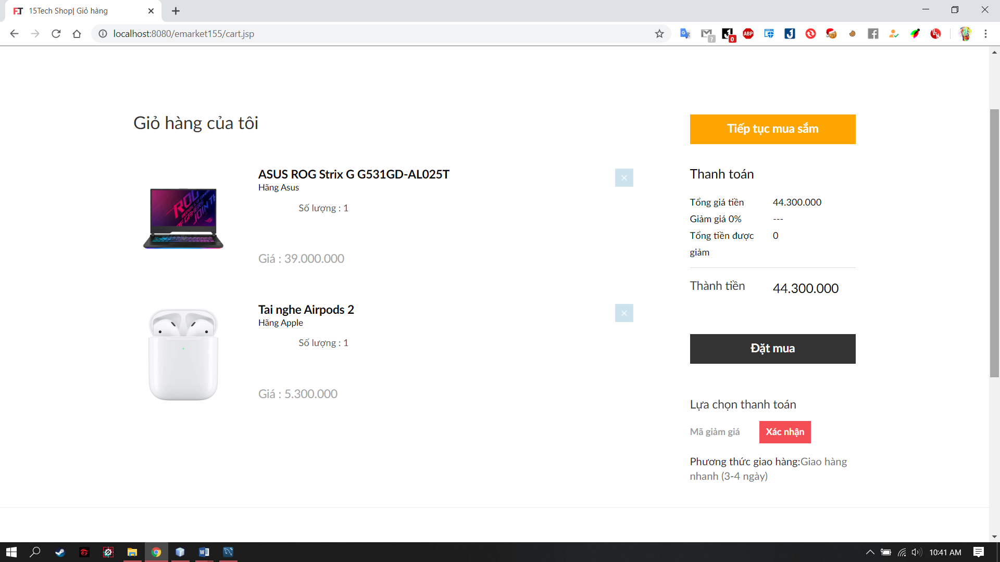 15Tech Shop| Giỏ hàng
localhost:8080/emarket155/cart.jsp
?
0
ABP
Giỏ hàng của tôi
ASUS ROG Strix G G531GD-AL025T
Hãng Asus
Số lượng : 1
Giá : 39.000.000
Tai nghe Airpods 2
Hãng Apple
Số lượng : 1
Giá : 5.300.000
Tiếp tục mua sắm
Thanh toán
Tổng giá tiền 44.300.000
Giảm giá 0% ---
Tổng tiền được 0
giảm
Thành tiền 44.300.000
Đặt mua
Lựa chọn thanh toán
Mã giảm giá Xác nhận
Phương thức giao hàng:Giao hàng
nhanh (3-4 ngày)
10:41 AM